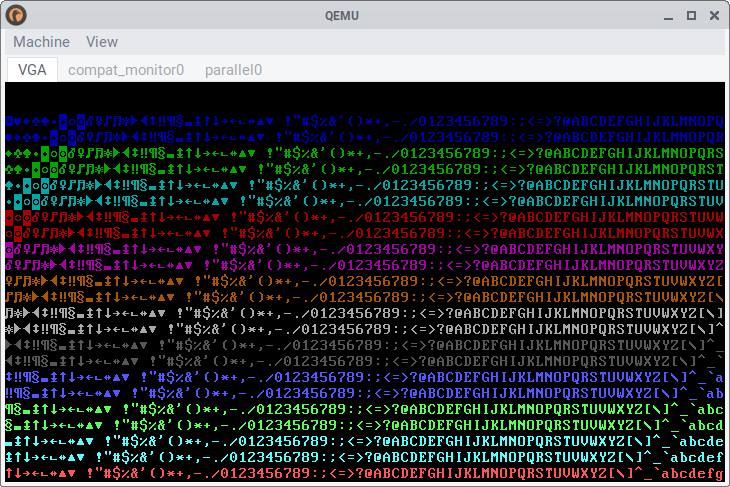 QEMU
Machine View
VGA compat_monitor0 parallel0
☻♥♦♣♠•◘○◙♂♀♪♫☼►◄↕‼¶§▬↨↑↓→←∟↔▲▼ !"#$%&'()*+,-./0123456789:;<=>?@ABCDEFGHIJKLMNOPQ
♥♦♣♠•◘○◙♂♀♪♫☼►◄↕‼¶§▬↨↑↓→←∟↔▲▼ !"#$%&'()*+,-./0123456789:;<=>?@ABCDEFGHIJKLMNOPQR
♦♣♠•◘○◙♂♀♪♫☼►◄↕‼¶§▬↨↑↓→←∟↔▲▼ !"#$%&'()*+,-./0123456789:;<=>?@ABCDEFGHIJKLMNOPQRS
♣♠•◘○◙♂♀♪♫☼►◄↕‼¶§▬↨↑↓→←∟↔▲▼ !"#$%&'()*+,-./0123456789:;<=>?@ABCDEFGHIJKLMNOPQRST
♠•◘○◙♂♀♪♫☼►◄↕‼¶§▬↨↑↓→←∟↔▲▼ !"#$%&'()*+,-./0123456789:;<=>?@ABCDEFGHIJKLMNOPQRSTU
•◘○◙♂♀♪♫☼►◄↕‼¶§▬↨↑↓→←∟↔▲▼ !"#$%&'()*+,-./0123456789:;<=>?@ABCDEFGHIJKLMNOPQRSTUV
◘○◙♂♀♪♫☼►◄↕‼¶§▬↨↑↓→←∟↔▲▼ !"#$%&'()*+,-./0123456789:;<=>?@ABCDEFGHIJKLMNOPQRSTUVW
○◙♂♀♪♫☼►◄↕‼¶§▬↨↑↓→←∟↔▲▼ !"#$%&'()*+,-./0123456789:;<=>?@ABCDEFGHIJKLMNOPQRSTUVWX
◙♂♀♪♫☼►◄↕‼¶§▬↨↑↓→←∟↔▲▼ !"#$%&'()*+,-./0123456789:;<=>?@ABCDEFGHIJKLMNOPQRSTUVWXY
♂♀♪♫☼►◄↕‼¶§▬↨↑↓→←∟↔▲▼ !"#$%&'()*+,-./0123456789:;<=>?@ABCDEFGHIJKLMNOPQRSTUVWXYZ
♀♪♫☼►◄↕‼¶§▬↨↑↓→←∟↔▲▼ !"#$%&'()*+,-./0123456789:;<=>?@ABCDEFGHIJKLMNOPQRSTUVWXYZ[
♪♫☼►◄↕‼¶§▬↨↑↓→←∟↔▲▼ !"#$%&'()*+,-./0123456789:;<=>?@ABCDEFGHIJKLMNOPQRSTUVWXYZ[\
♫☼►◄↕‼¶§▬↨↑↓→←∟↔▲▼ !"#$%&'()*+,-./0123456789:;<=>?@ABCDEFGHIJKLMNOPQRSTUVWXYZ[\]
☼►◄↕‼¶§▬↨↑↓→←∟↔▲▼ !"#$%&'()*+,-./0123456789:;<=>?@ABCDEFGHIJKLMNOPQRSTUVWXYZ[\]^
►◄↕‼¶§▬↨↑↓→←∟↔▲▼ !"#$%&'()*+,-./0123456789:;<=>?@ABCDEFGHIJKLMNOPQRSTUVWXYZ[\]^_
◄↕‼¶§▬↨↑↓→←∟↔▲▼ !"#$%&'()*+,-./0123456789:;<=>?@ABCDEFGHIJKLMNOPQRSTUVWXYZ[\]^_`
↕‼¶§▬↨↑↓→←∟↔▲▼ !"#$%&'()*+,-./0123456789:;<=>?@ABCDEFGHIJKLMNOPQRSTUVWXYZ[\]^_`a
‼¶§▬↨↑↓→←∟↔▲▼ !"#$%&'()*+,-./0123456789:;<=>?@ABCDEFGHIJKLMNOPQRSTUVWXYZ[\]^_`ab
¶§▬↨↑↓→←∟↔▲▼ !"#$%&'()*+,-./0123456789:;<=>?@ABCDEFGHIJKLMNOPQRSTUVWXYZ[\]^_`abc
§▬↨↑↓→←∟↔▲▼ !"#$%&'()*+,-./0123456789:;<=>?@ABCDEFGHIJKLMNOPQRSTUVWXYZ[\]^_`abcd
▬↨↑↓→←∟↔▲▼ !"#$%&'()*+,-./0123456789:;<=>?@ABCDEFGHIJKLMNOPQRSTUVWXYZ[\]^_`abcde
↨↑↓→←∟↔▲▼ !"#$%&'()*+,-./0123456789:;<=>?@ABCDEFGHIJKLMNOPQRSTUVWXYZ[\]^_`abcdef
↑↓→←∟↔▲▼ !"#$%&'()*+,-./0123456789:;<=>?@ABCDEFGHIJKLMNOPQRSTUVWXYZ[\]^_`abcdefg